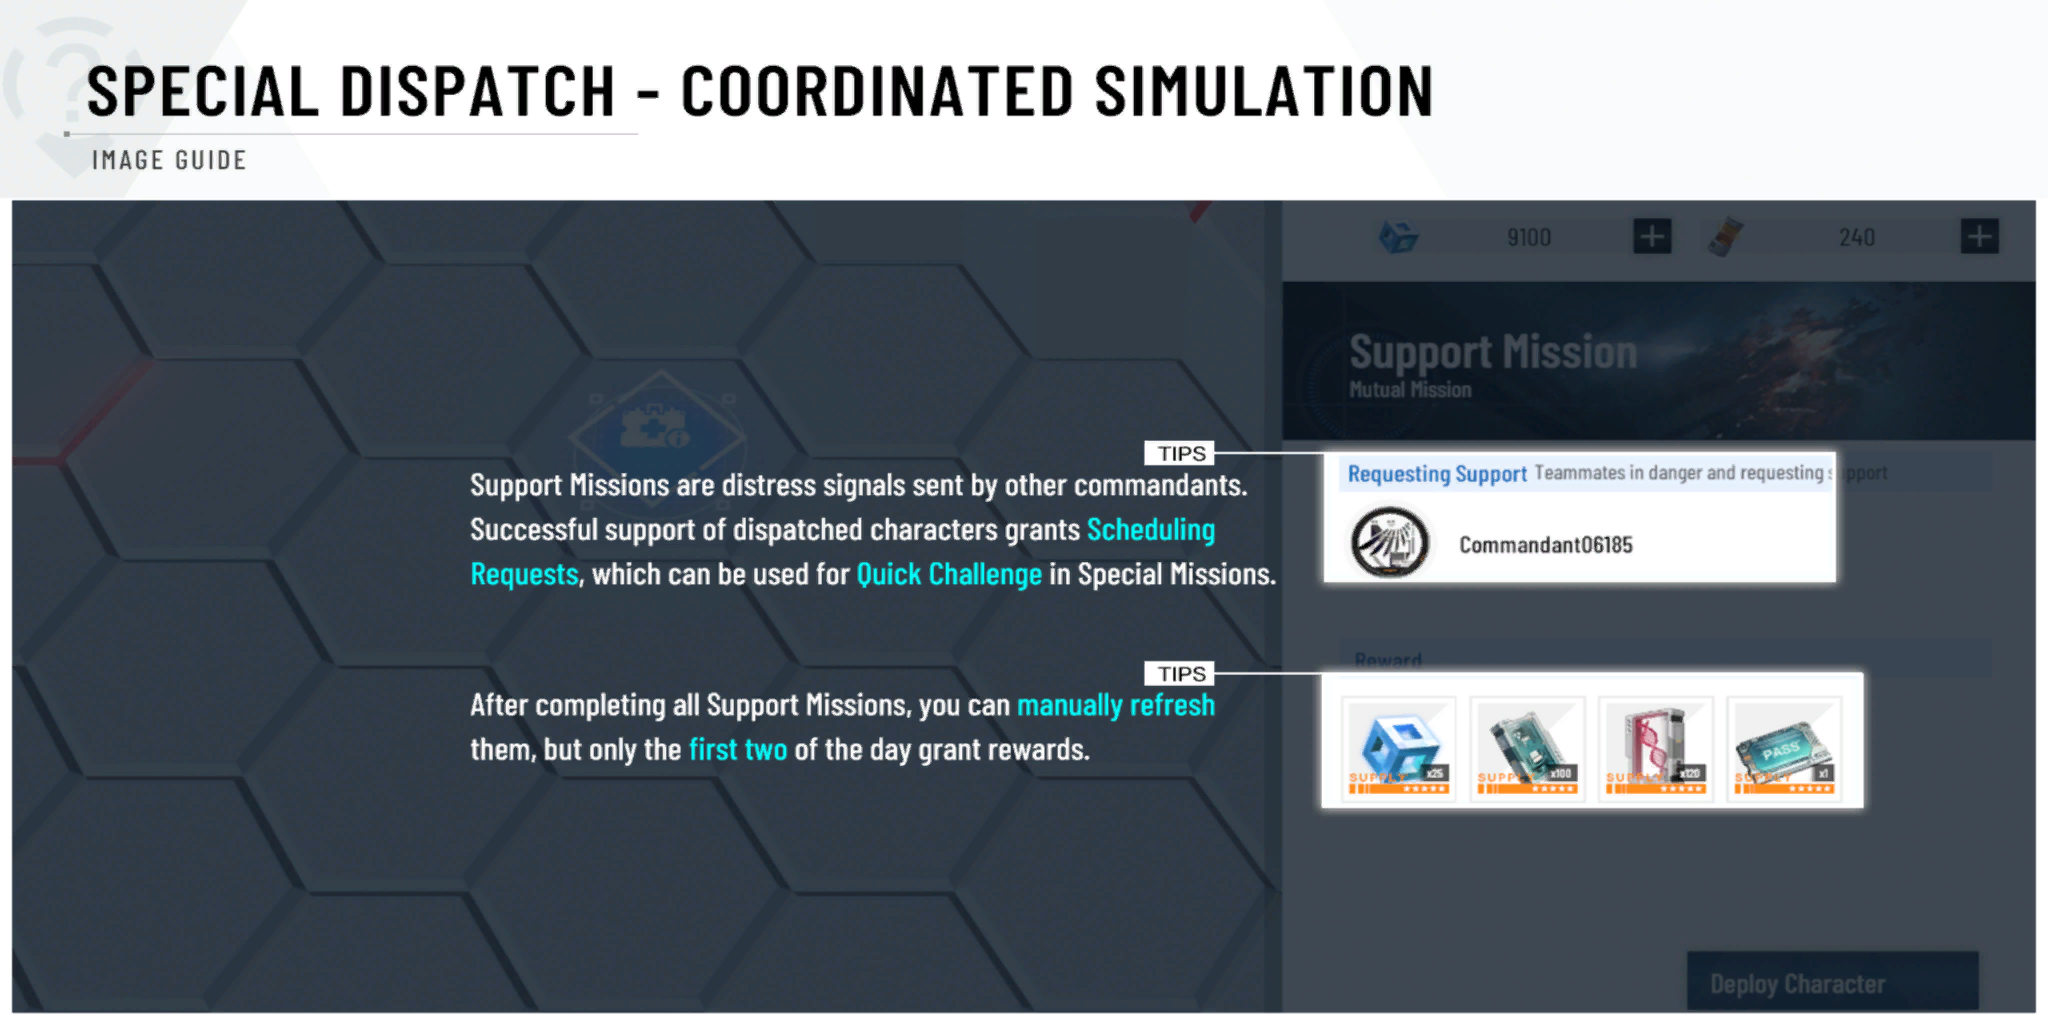 SPECIAL DISPATCH - COORDINATED SIMULATION
IMAGE GUIDE
9100
240
Support Mission
Mutual Mission
TIPS
Support Missions are distress signals sent by other commandants.
Successful support of dispatched characters grants Scheduling
Requests, which can be used for Quick Challenge in Special Missions.
Requesting Support Teammates in danger and requesting support
Commandant06185
Reward
TIPS
After completing all Support Missions, you can manually refresh
them, but only the first two of the day grant rewards.
SUPPLY x25
SUPPLY x100
SUPPLY x120
PASS
SUPPLY x1
Deploy Character